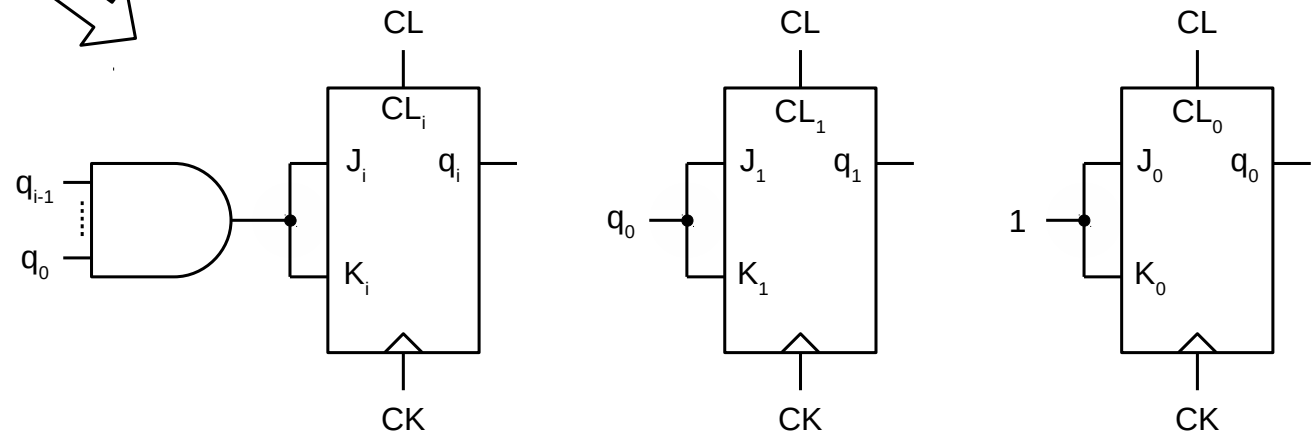 CL
CL
CL
CLᵢ
CL₁
CL₀
qᵢ₋₁
Jᵢ
qᵢ
J₁
q₁
J₀
q₀
q₀
1
q₀
Kᵢ
K₁
K₀
CK
CK
CK